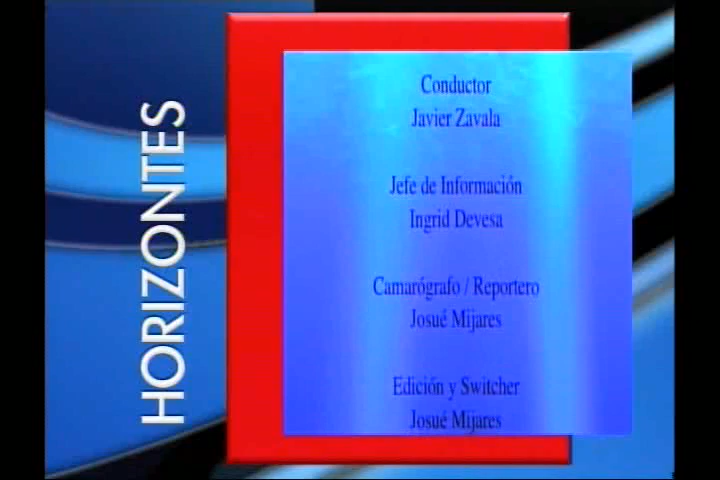 HORIZONTES
Conductor
Javier Zavala
Jefe de Información
Ingrid Devesa
Camarógrafo / Reportero
Josué Mijares
Edición y Switcher
Josué Mijares